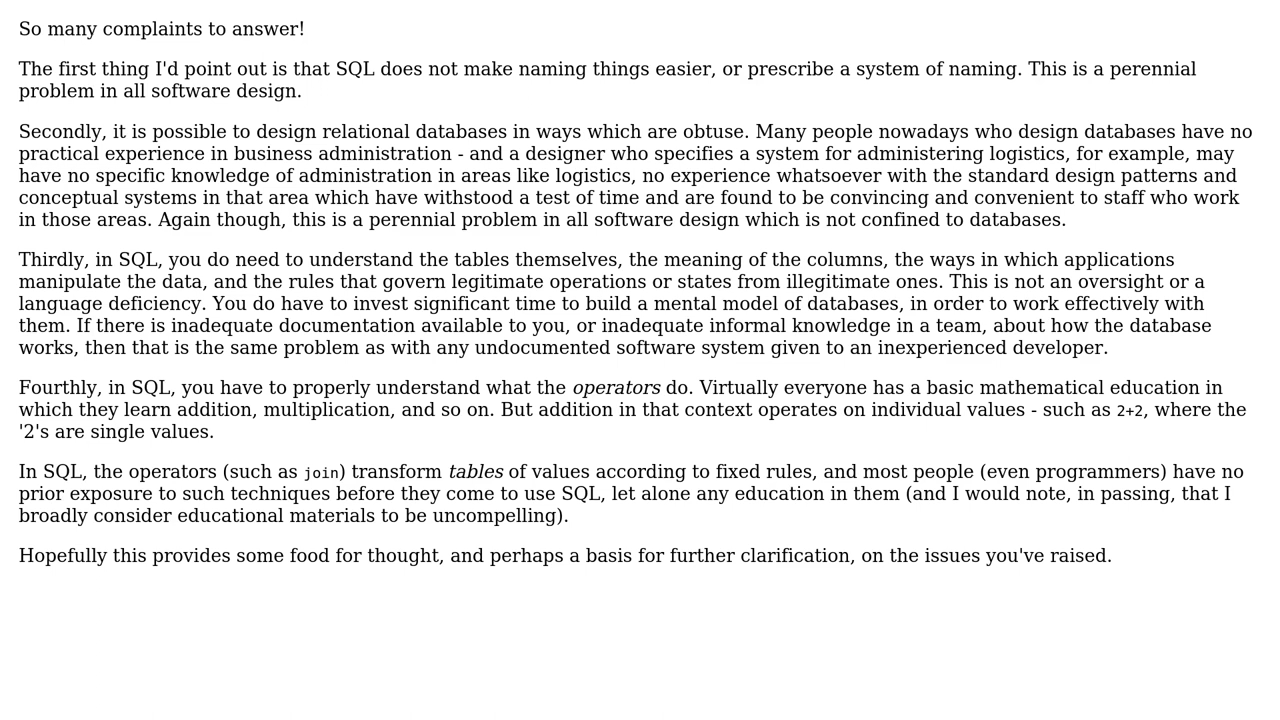 So many complaints to answer!
The first thing I'd point out is that SQL does not make naming things easier, or prescribe a system of naming. This is a perennial
problem in all software design.
Secondly, it is possible to design relational databases in ways which are obtuse. Many people nowadays who design databases have no
practical experience in business administration - and a designer who specifies a system for administering logistics, for example, may
have no specific knowledge of administration in areas like logistics, no experience whatsoever with the standard design patterns and
conceptual systems in that area which have withstood a test of time and are found to be convincing and convenient to staff who work
in those areas. Again though, this is a perennial problem in all software design which is not confined to databases.
Thirdly, in SQL, you do need to understand the tables themselves, the meaning of the columns, the ways in which applications
manipulate the data, and the rules that govern legitimate operations or states from illegitimate ones. This is not an oversight or a
language deficiency. You do have to invest significant time to build a mental model of databases, in order to work effectively with
them. If there is inadequate documentation available to you, or inadequate informal knowledge in a team, about how the database
works, then that is the same problem as with any undocumented software system given to an inexperienced developer.
Fourthly, in SQL, you have to properly understand what the operators do. Virtually everyone has a basic mathematical education in
which they learn addition, multiplication, and so on. But addition in that context operates on individual values - such as 2+2, where the
'2's are single values.
In SQL, the operators (such as join) transform tables of values according to fixed rules, and most people (even programmers) have no
prior exposure to such techniques before they come to use SQL, let alone any education in them (and I would note, in passing, that I
broadly consider educational materials to be uncompelling).
Hopefully this provides some food for thought, and perhaps a basis for further clarification, on the issues you've raised.